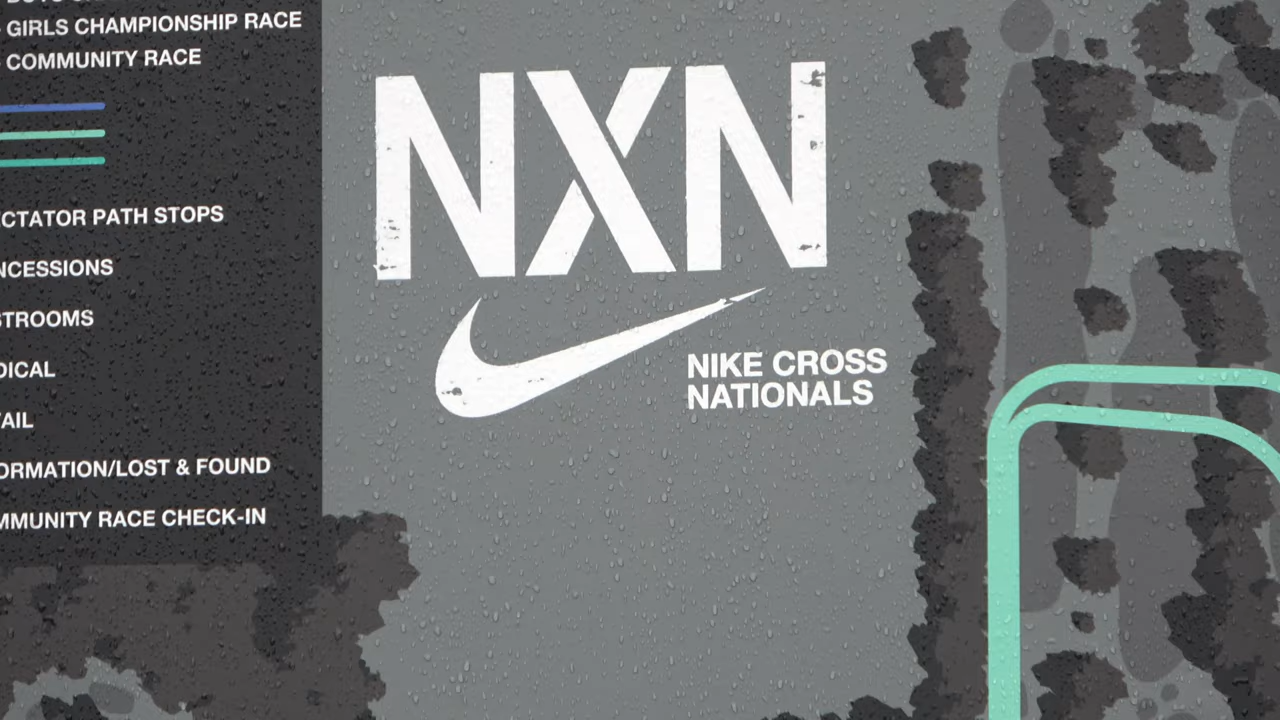 GIRLS CHAMPIONSHIP RACE
COMMUNITY RACE
CTATOR PATH STOPS
NCESSIONS
STROOMS
DICAL
AIL
ORMATION/LOST & FOUND
MMUNITY RACE CHECK-IN
NXN
NIKE CROSS
NATIONALS